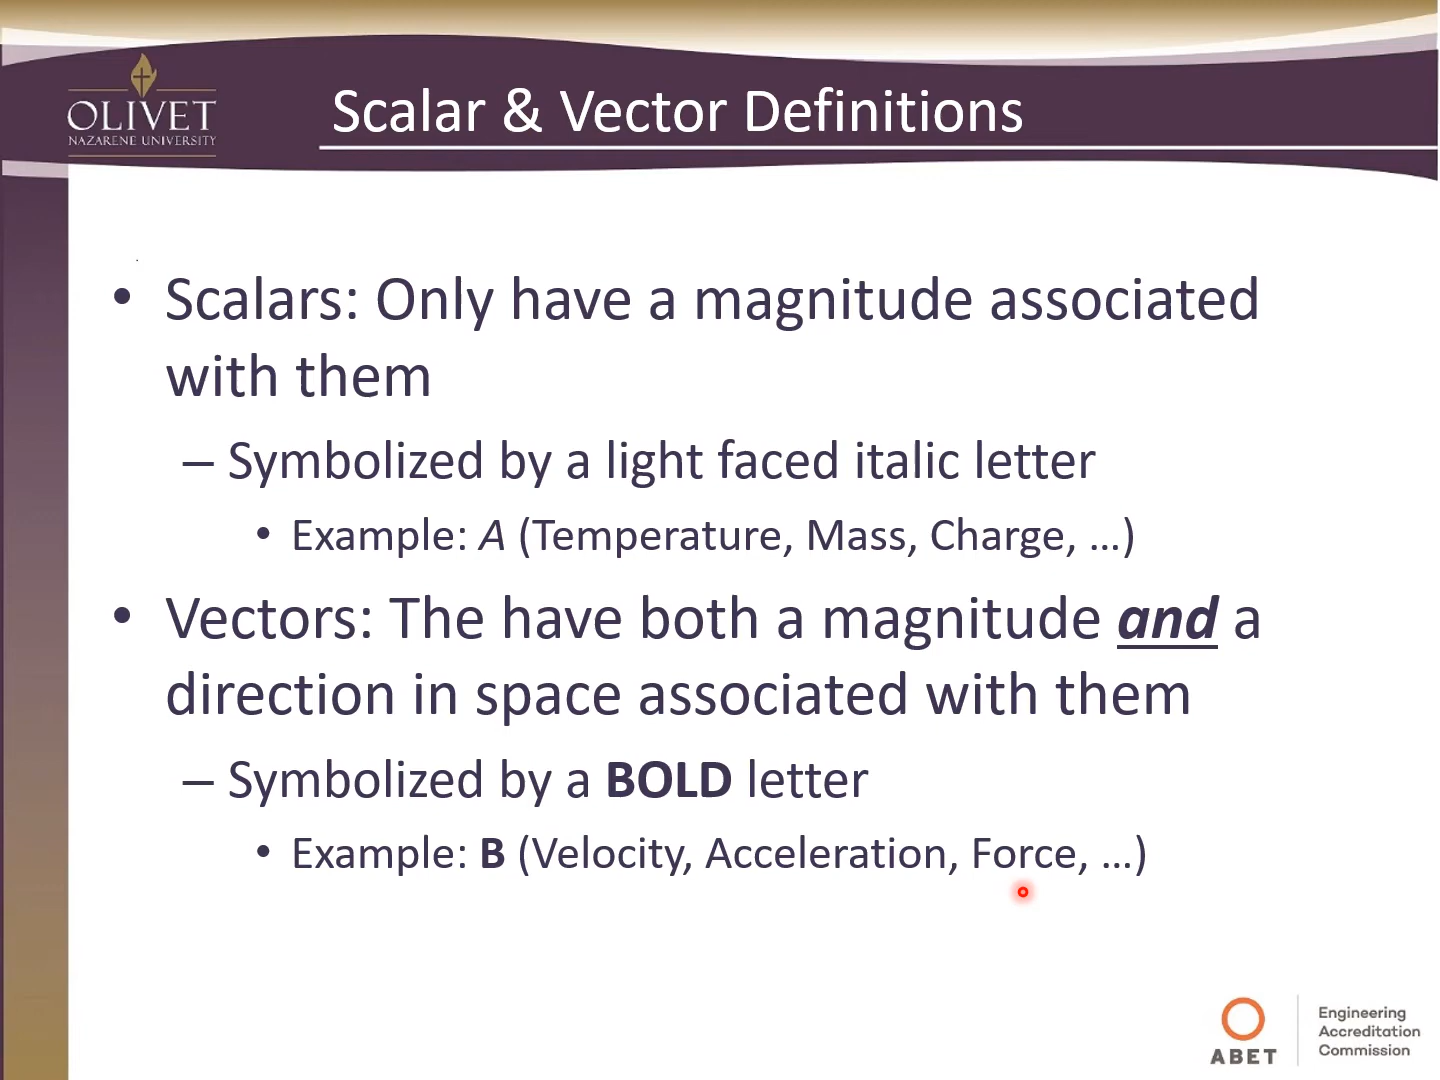 OLIVET
NAZARENE UNIVERSITY
Scalar & Vector Definitions
• Scalars: Only have a magnitude associated
with them
– Symbolized by a light faced italic letter
• Example: A (Temperature, Mass, Charge, ...)
• Vectors: The have both a magnitude and a
direction in space associated with them
– Symbolized by a BOLD letter
• Example: B (Velocity, Acceleration, Force, ...)
ABET
Engineering
Accreditation
Commission